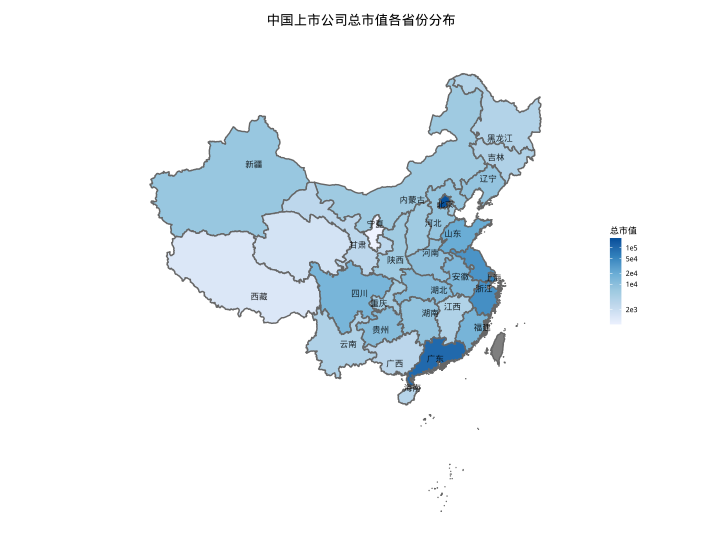 中国上市公司总市值各省份分布
黑龙江
吉林
新疆
辽宁
内蒙古
北京
宁夏
河北
山东
甘肃
河南
陕西
安徽
上海
浙江
四川
湖北
西藏
重庆
江西
湖南
福建
贵州
云南
广东
广西
海南
总市值
1e5
5e4
2e4
1e4
2e3